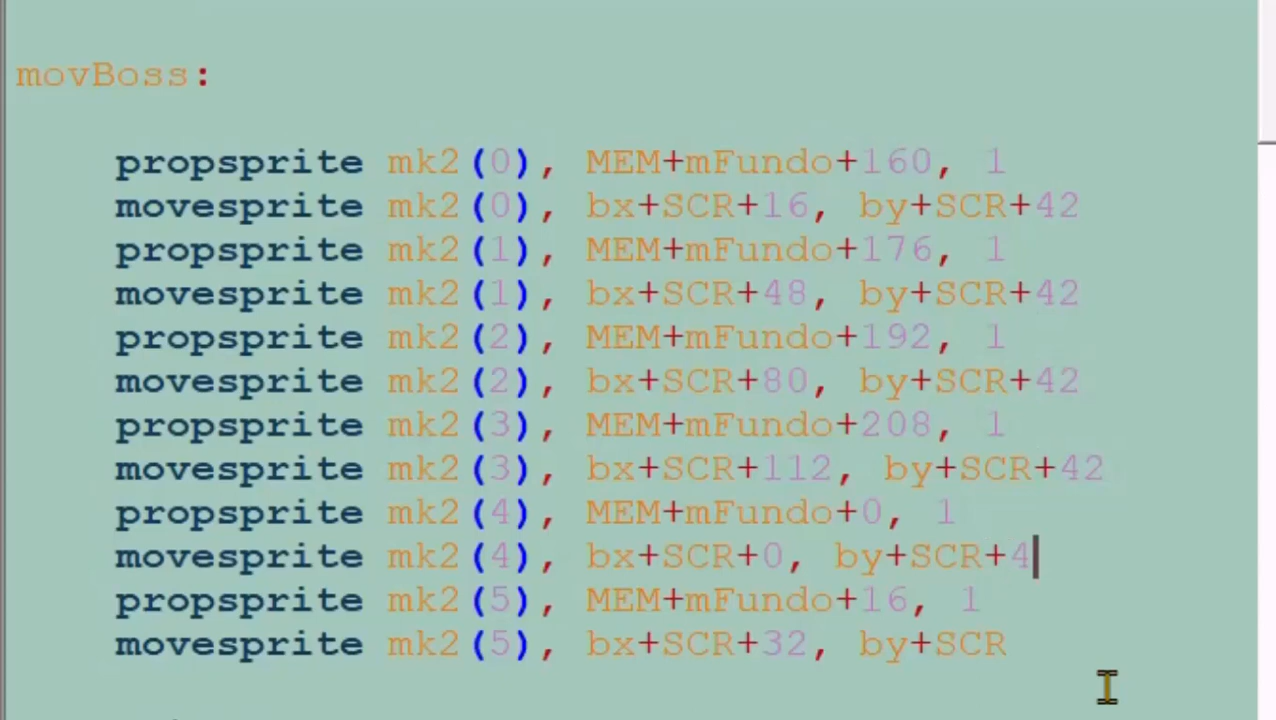 movBoss:
propsprite mk2(0), MEM+mFundo+160, 1
movesprite mk2(0), bx+SCR+16, by+SCR+42
propsprite mk2(1), MEM+mFundo+176, 1
movesprite mk2(1), bx+SCR+48, by+SCR+42
propsprite mk2(2), MEM+mFundo+192, 1
movesprite mk2(2), bx+SCR+80, by+SCR+42
propsprite mk2(3), MEM+mFundo+208, 1
movesprite mk2(3), bx+SCR+112, by+SCR+42
propsprite mk2(4), MEM+mFundo+0, 1
movesprite mk2(4), bx+SCR+0, by+SCR+4
propsprite mk2(5), MEM+mFundo+16, 1
movesprite mk2(5), bx+SCR+32, by+SCR